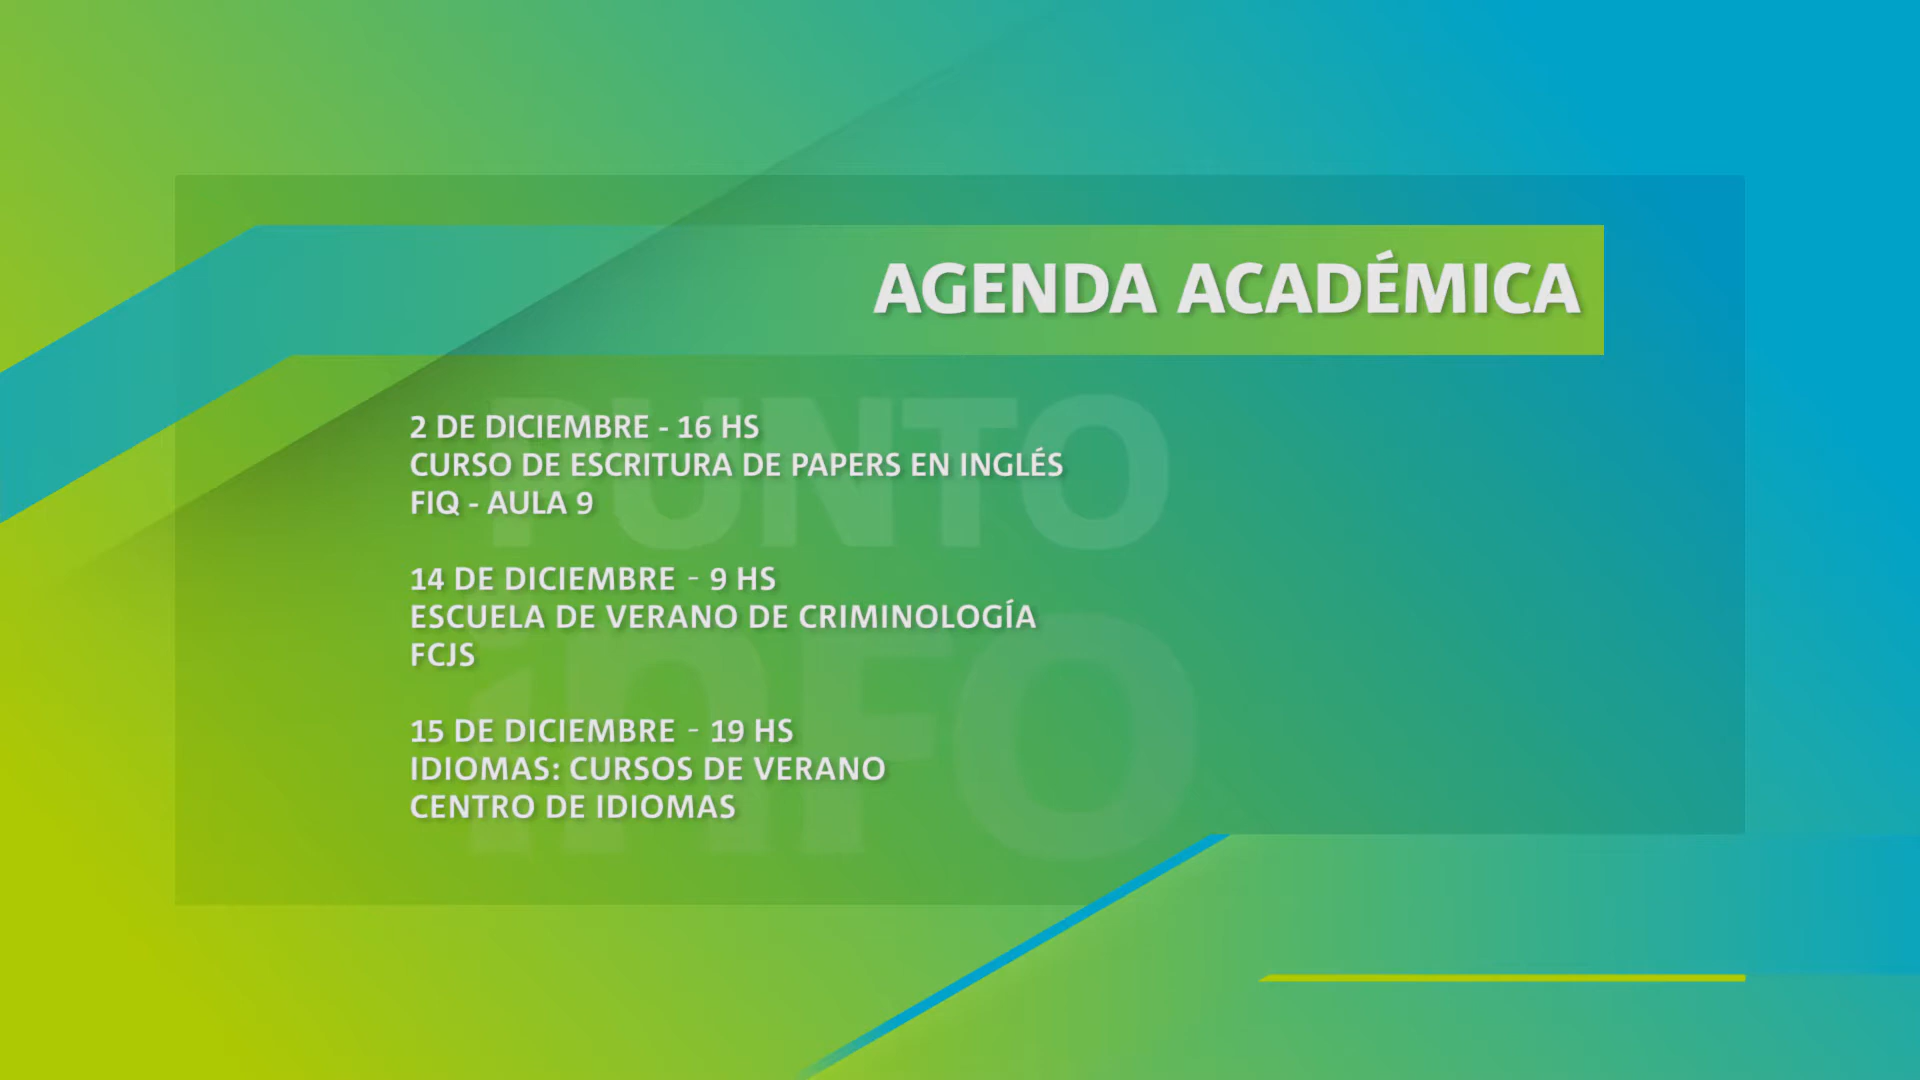 AGENDA ACADÉMICA
2 DE DICIEMBRE - 16 HS
CURSO DE ESCRITURA DE PAPERS EN INGLÉS
FIQ - AULA 9
14 DE DICIEMBRE - 9 HS
ESCUELA DE VERANO DE CRIMINOLOGÍA
FCJS
15 DE DICIEMBRE - 19 HS
IDIOMAS: CURSOS DE VERANO
CENTRO DE IDIOMAS
PUNTO
inFO